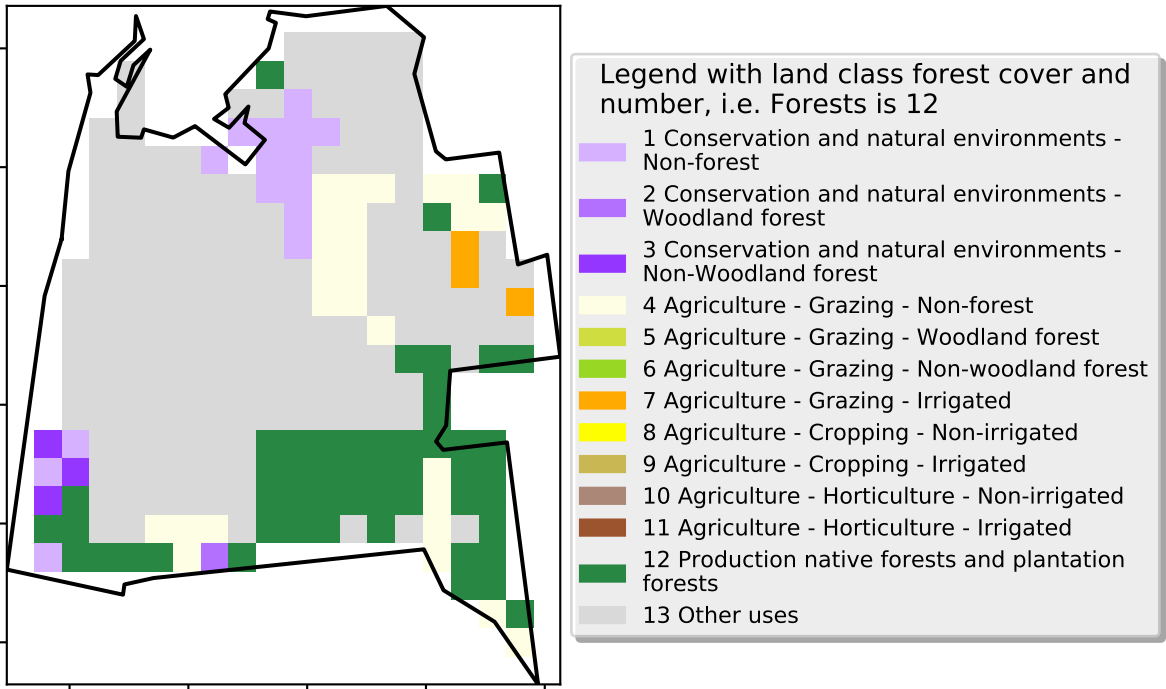 Legend with land class forest cover and
number, i.e. Forests is 12
1 Conservation and natural environments -
Non-forest
2 Conservation and natural environments -
Woodland forest
3 Conservation and natural environments -
Non-Woodland forest
4 Agriculture - Grazing - Non-forest
5 Agriculture - Grazing - Woodland forest
6 Agriculture - Grazing - Non-woodland forest
7 Agriculture - Grazing - Irrigated
8 Agriculture - Cropping - Non-irrigated
9 Agriculture - Cropping - Irrigated
10 Agriculture - Horticulture - Non-irrigated
11 Agriculture - Horticulture - Irrigated
12 Production native forests and plantation
forests
13 Other uses